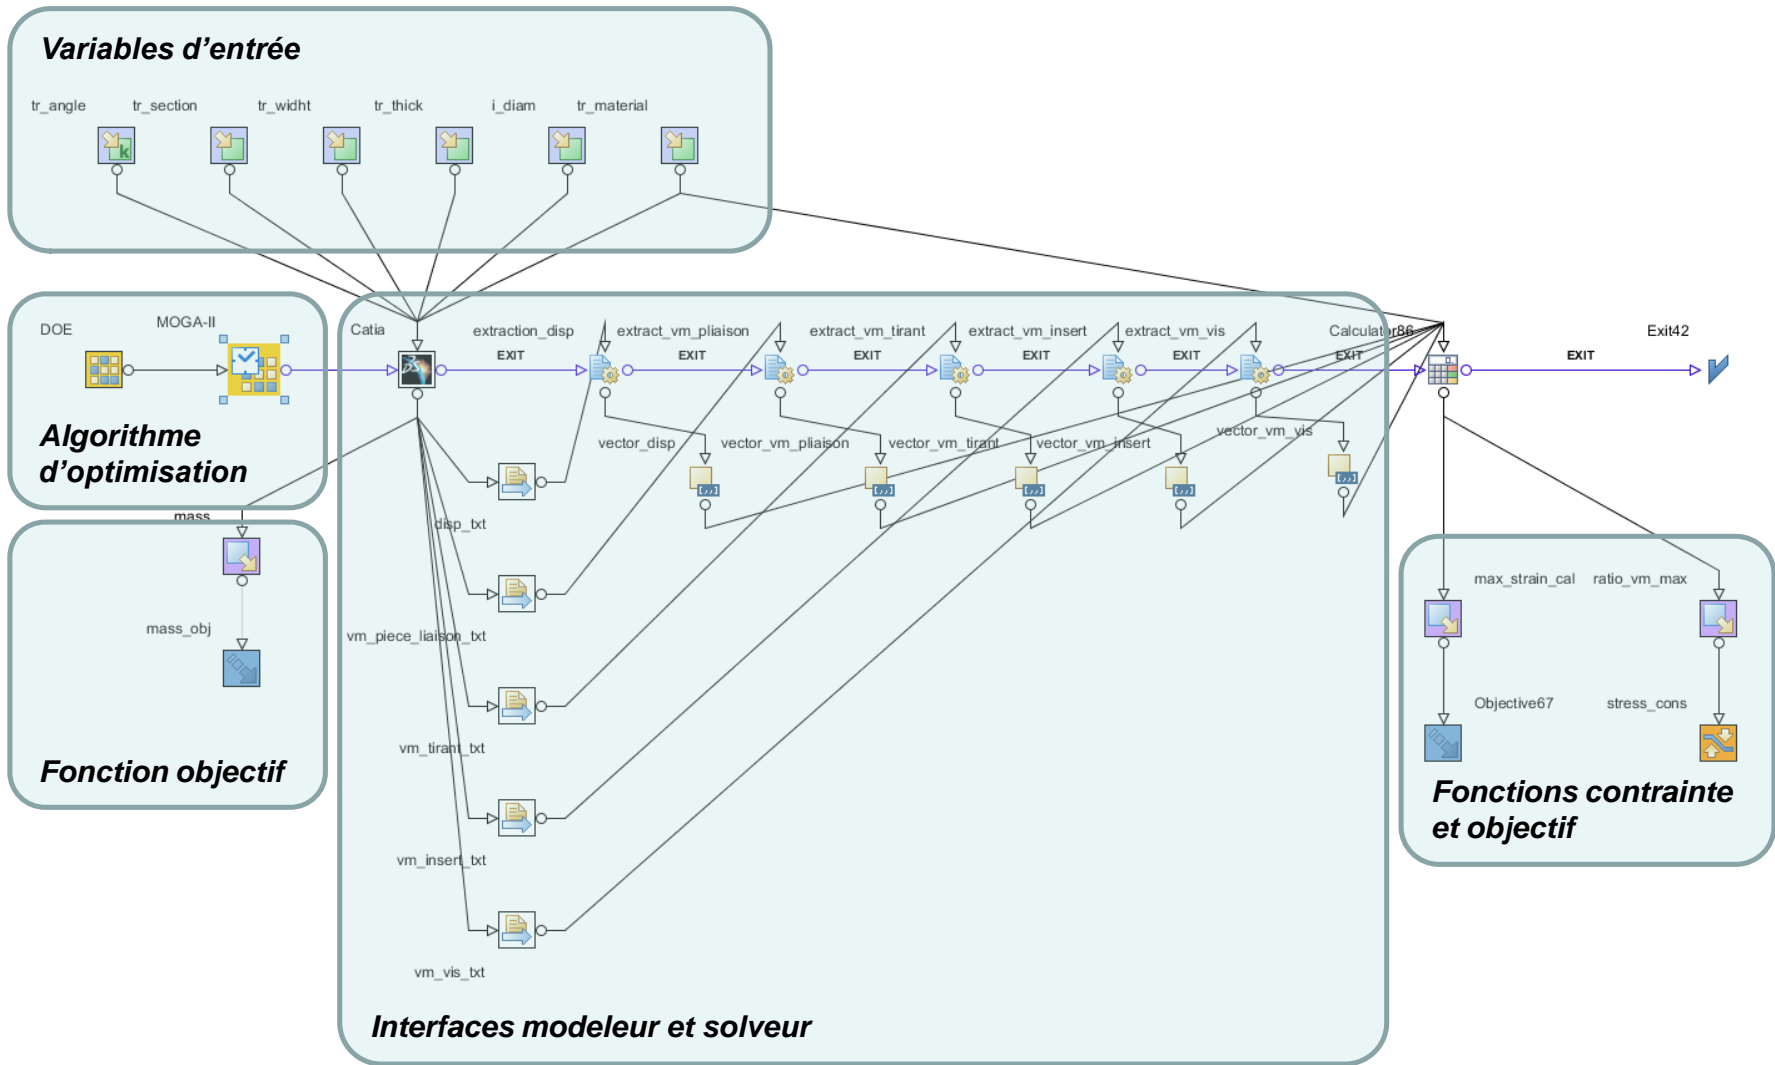 Variables d’entrée
tr_angle
tr_section
tr_widht
tr_thick
i_diam
tr_material
k
DOE
MOGA-II
Algorithme
d’optimisation
Catia
extraction_disp
extract_vm_pliaison
extract_vm_tirant
extract_vm_insert
extract_vm_vis
Calculator86
Exit42
EXIT
EXIT
EXIT
EXIT
EXIT
EXIT
EXIT
vector_disp
vector_vm_pliaison
vector_vm_tirant
vector_vm_insert
vector_vm_vis
mass
mass_obj
Fonction objectif
disp_txt
vm_piece_liaison_txt
vm_tirant_txt
vm_insert_txt
vm_vis_txt
Interfaces modeleur et solveur
max_strain_cal
ratio_vm_max
Objective67
stress_cons
Fonctions contrainte
et objectif